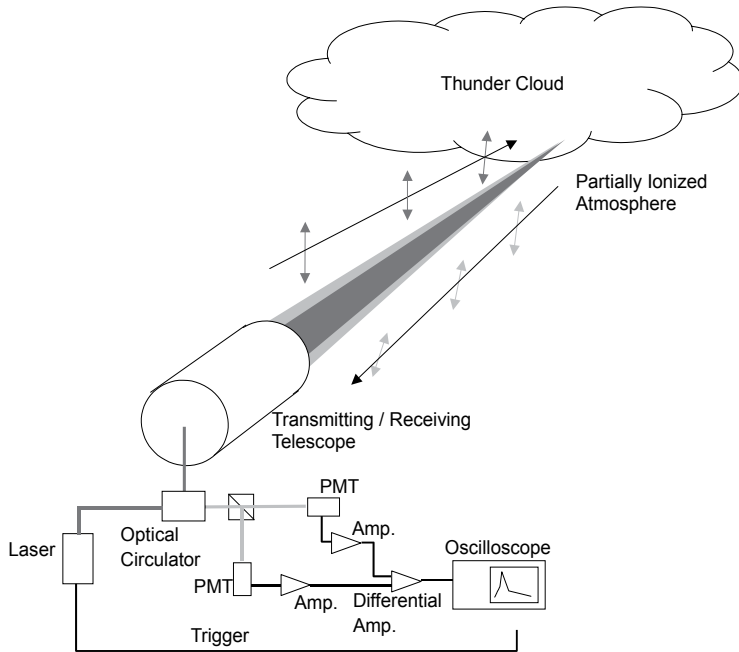 Thunder Cloud
Partially Ionized
Atmosphere
Transmitting / Receiving
Telescope
PMT
Optical
Circulator
Amp.
Laser
Oscilloscope
PMT
Amp.
Differential
Amp.
Trigger